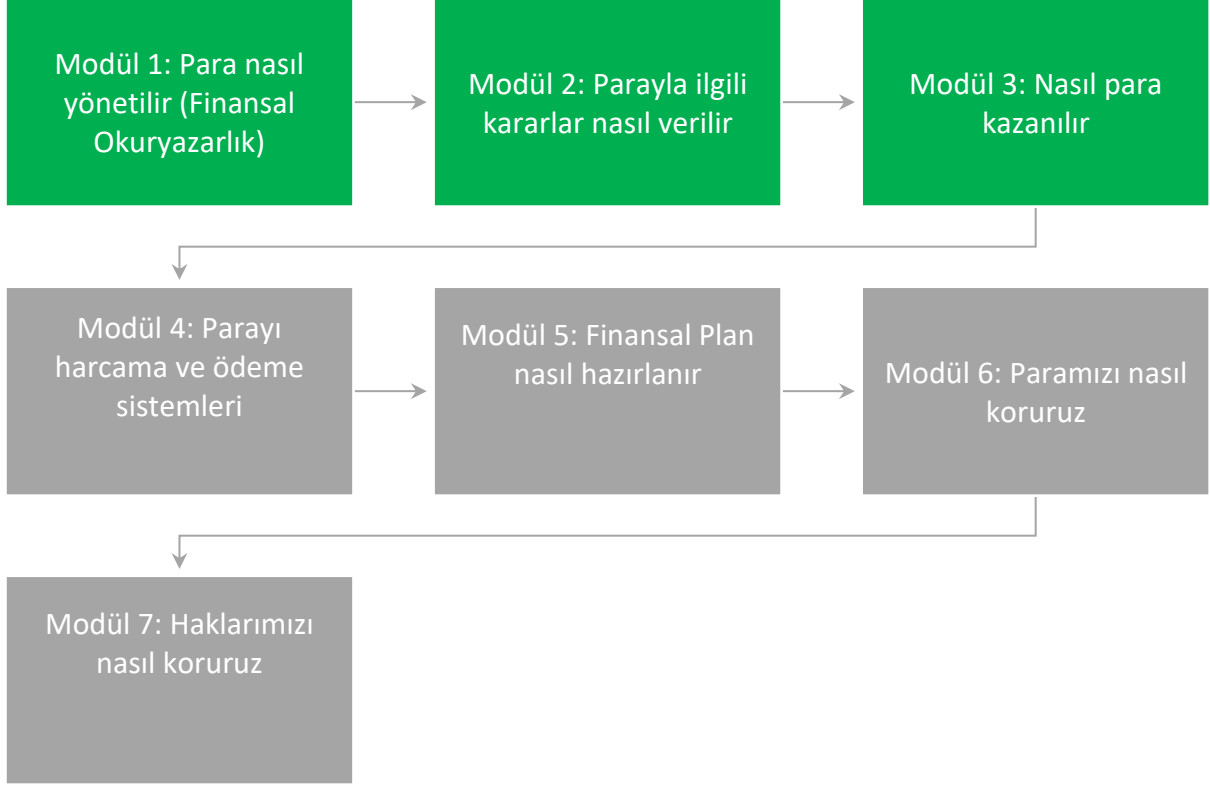 Modül 1: Para nasıl
yönetilir (Finansal
Okuryazarlık)
Modül 2: Parayla ilgili
kararlar nasıl verilir
Modül 3: Nasıl para
kazanılır
Modül 4: Parayı
harcama ve ödeme
sistemleri
Modül 5: Finansal Plan
nasıl hazırlanır
Modül 6: Paramızı nasıl
koruruz
Modül 7: Haklarımızı
nasıl koruruz